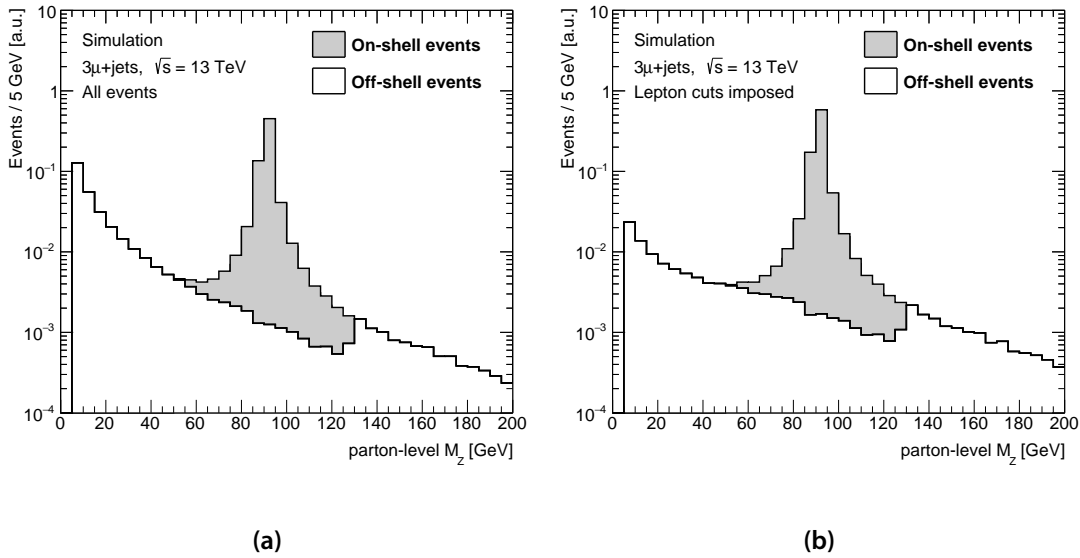 Events / 5 GeV [a.u.]
10
1
10⁻¹
10⁻²
10⁻³
10⁻⁴
Simulation
3μ+jets, √s = 13 TeV
All events
On-shell events
Off-shell events
0 20 40 60 80 100 120 140 160 180 200
parton-level M_Z [GeV]
(a)
Events / 5 GeV [a.u.]
10
1
10⁻¹
10⁻²
10⁻³
10⁻⁴
Simulation
3μ+jets, √s = 13 TeV
Lepton cuts imposed
On-shell events
Off-shell events
0 20 40 60 80 100 120 140 160 180 200
parton-level M_Z [GeV]
(b)